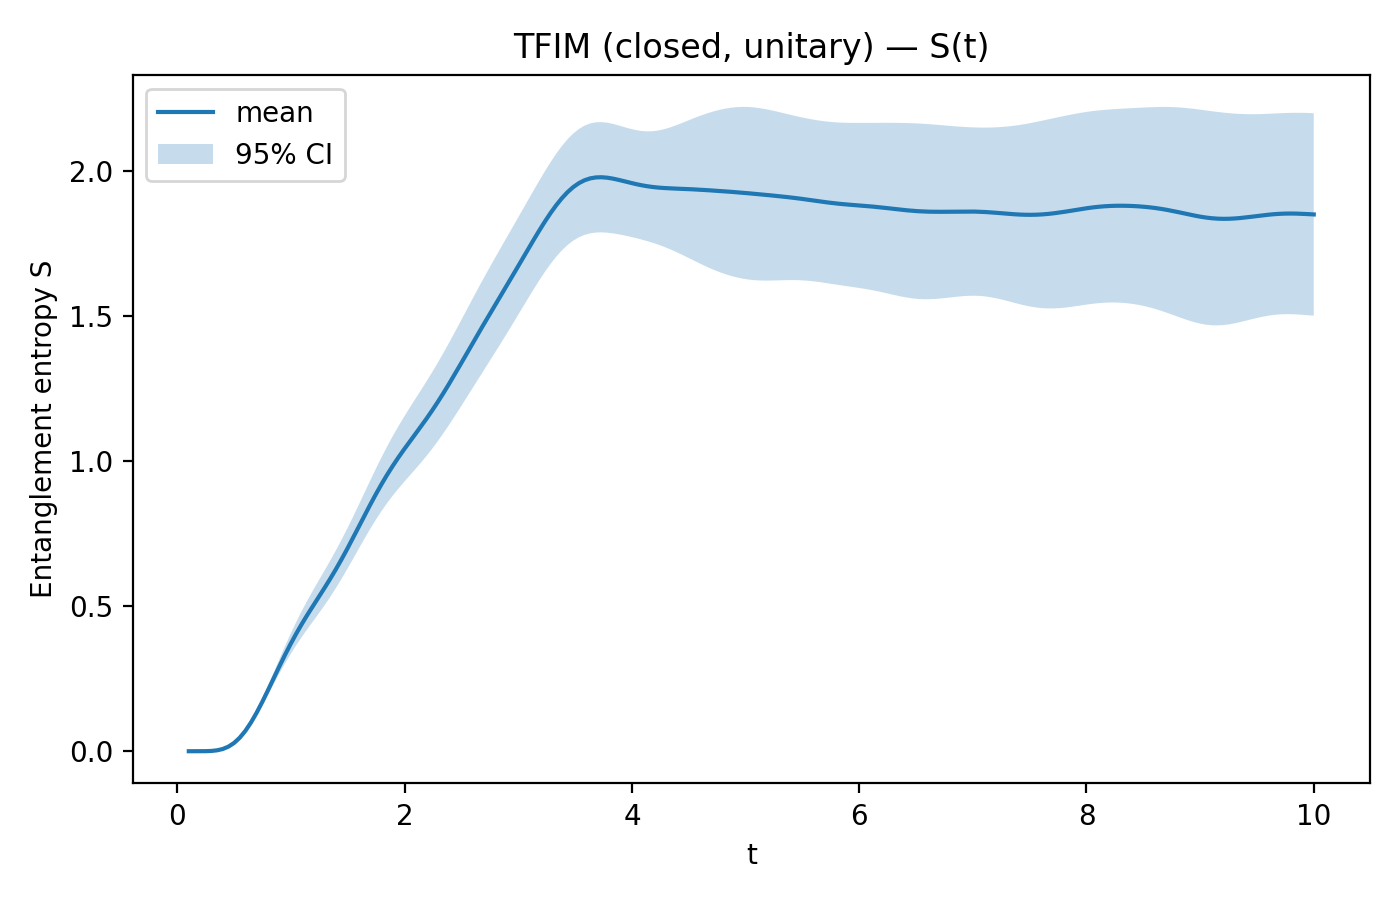 TFIM (closed, unitary) — S(t)
mean
95% CI
Entanglement entropy S
2.0
1.5
1.0
0.5
0.0
0 2 4 6 8 10
t